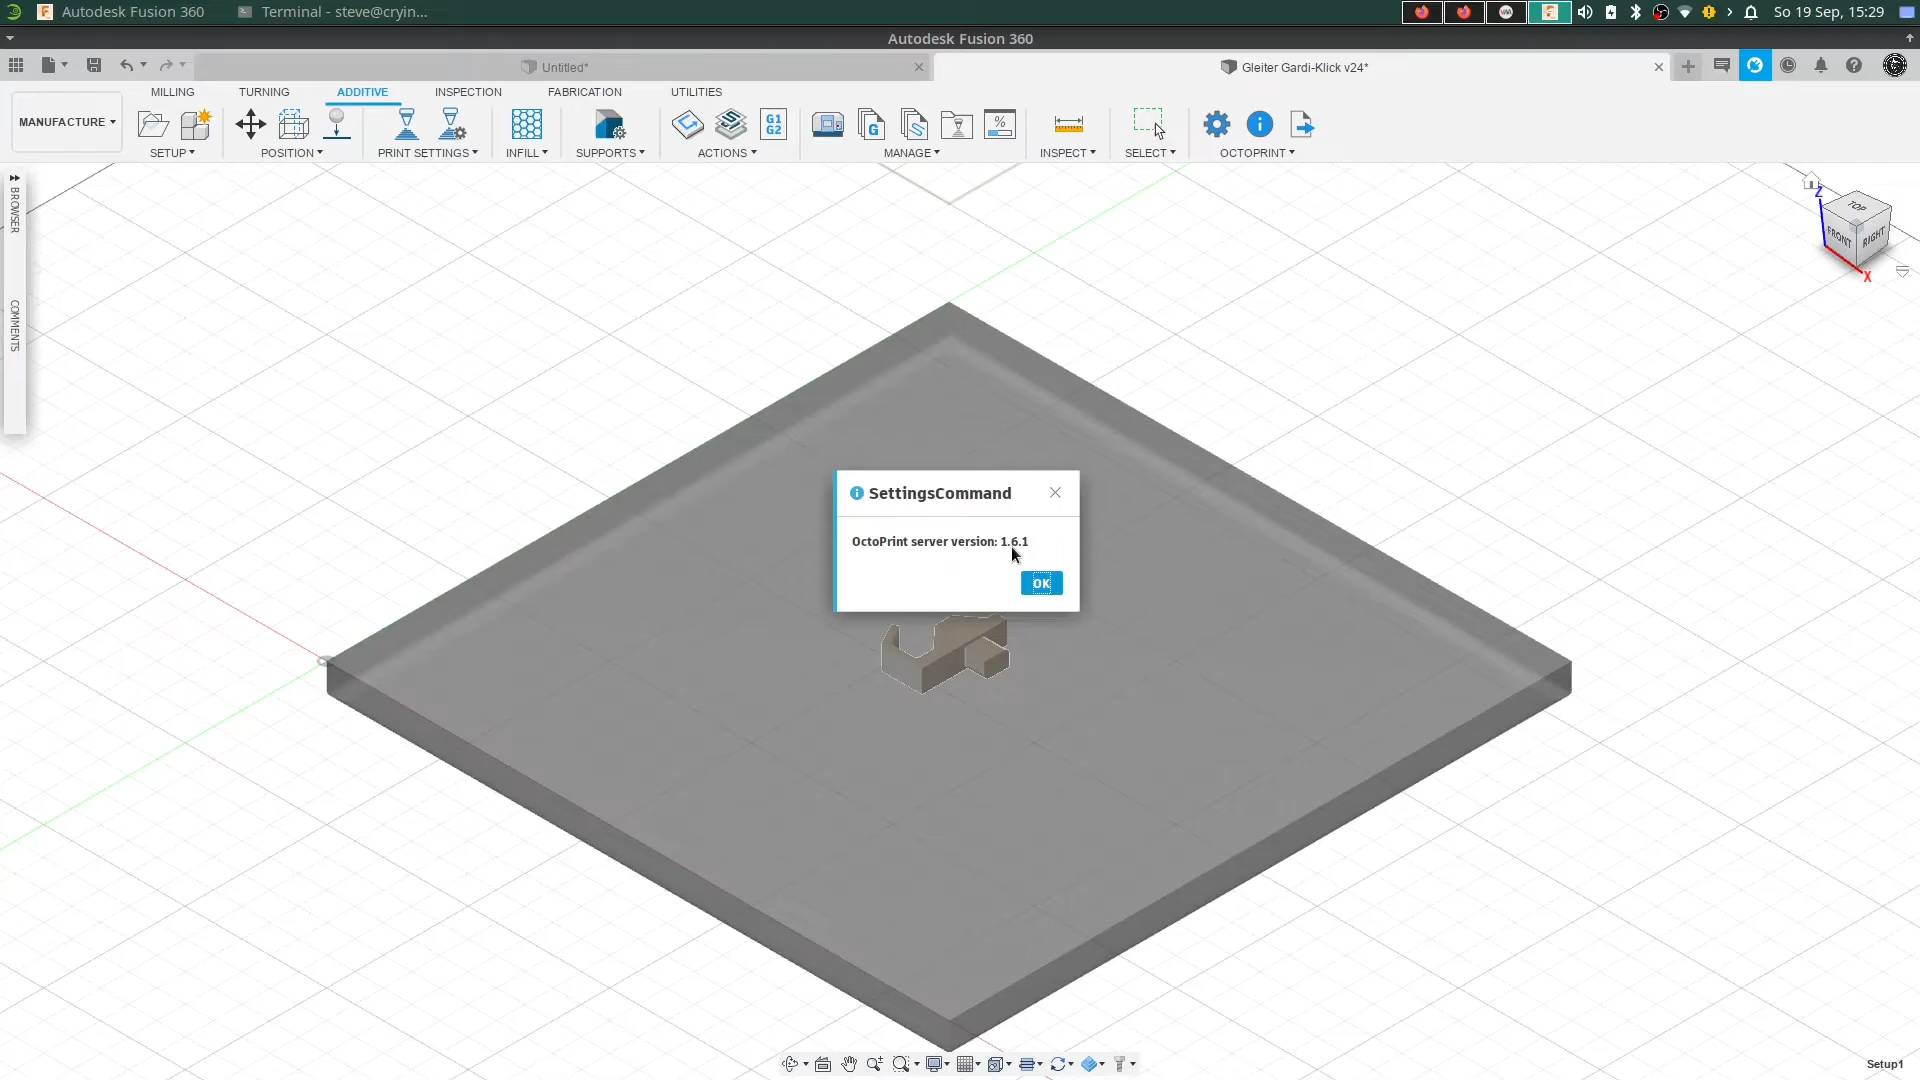 Autodesk Fusion 360
Terminal - steve@cryin...
So 19 Sep, 15:29
Autodesk Fusion 360
Untitled*
Gleiter Gardi-Klick v24*
MANUFACTURE
MILLING
TURNING
ADDITIVE
INSPECTION
FABRICATION
UTILITIES
G1
G2
G
%
SETUP
POSITION
PRINT SETTINGS
INFILL
SUPPORTS
ACTIONS
MANAGE
INSPECT
SELECT
OCTOPRINT
BROWSER
COMMENTS
Z
TOP
FRONT
RIGHT
X
SettingsCommand
OctoPrint server version: 1.6.1
OK
Setup1